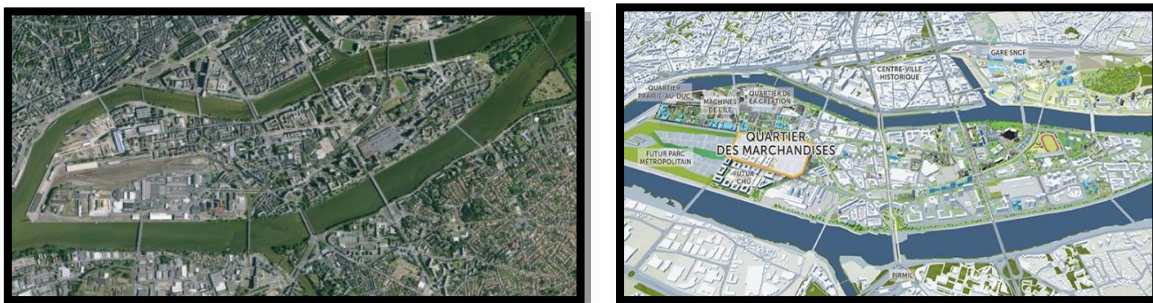 GARE SNCF
CENTRE-VILLE
HISTORIQUE
QUARTIER
PRAIRIE-AU-DUC
MACHINES
DE L'ÎLE
QUARTIER DE
LA CRÉATION
QUARTIER
DES MARCHANDISES
FUTUR PARC
MÉTROPOLITAIN
FUTUR
CHU
PIRMIL